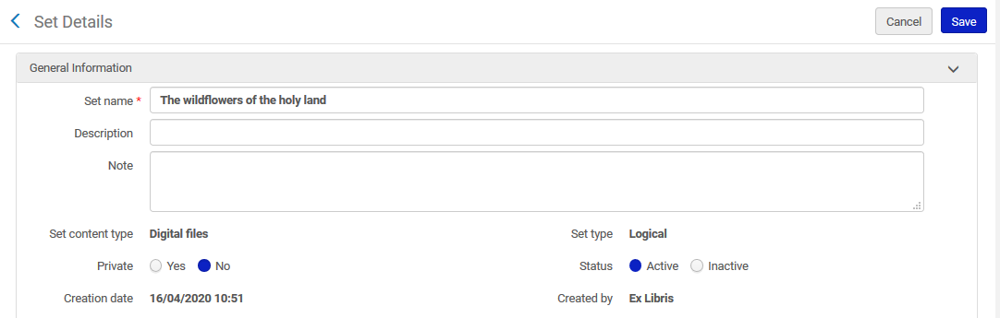 Set Details
Cancel
Save
General Information
Set name * The wildflowers of the holy land
Description
Note
Set content type Digital files Set type Logical
Private Yes No Status Active Inactive
Creation date 16/04/2020 10:51 Created by Ex Libris